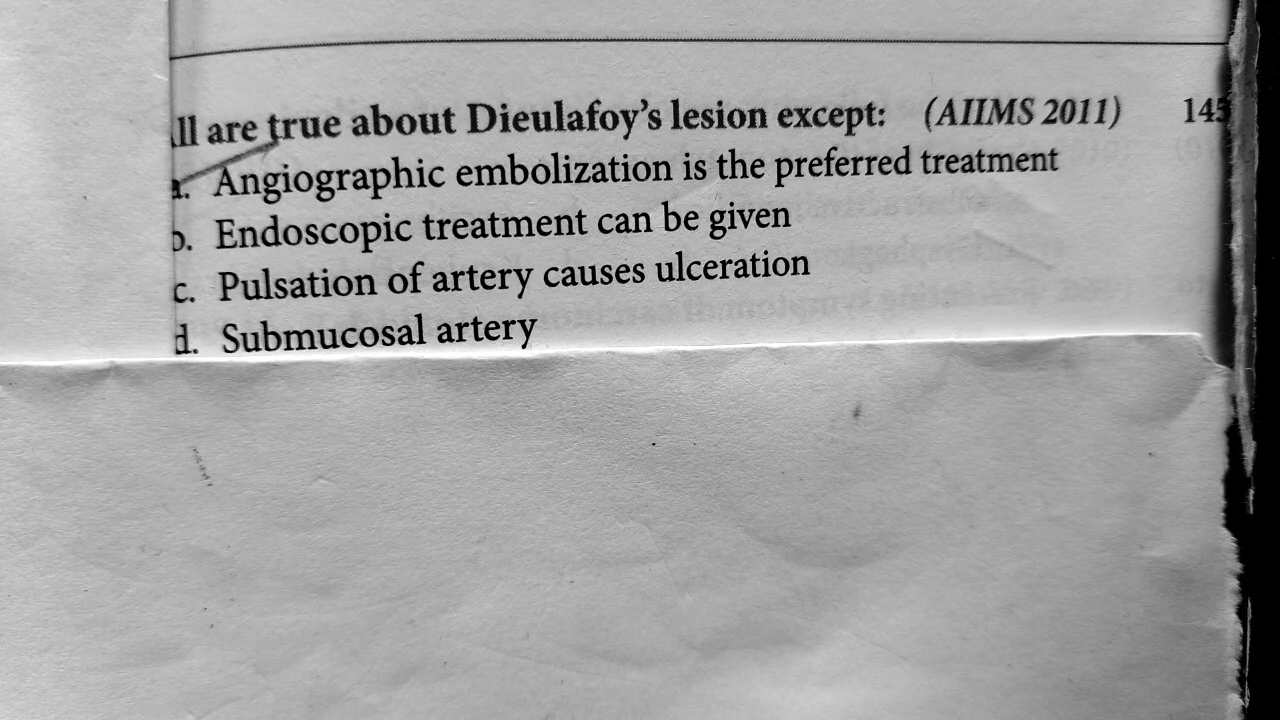 ll are true about Dieulafoy's lesion except: (AIIMS 2011) 145
a. Angiographic embolization is the preferred treatment
b. Endoscopic treatment can be given
c. Pulsation of artery causes ulceration
d. Submucosal artery